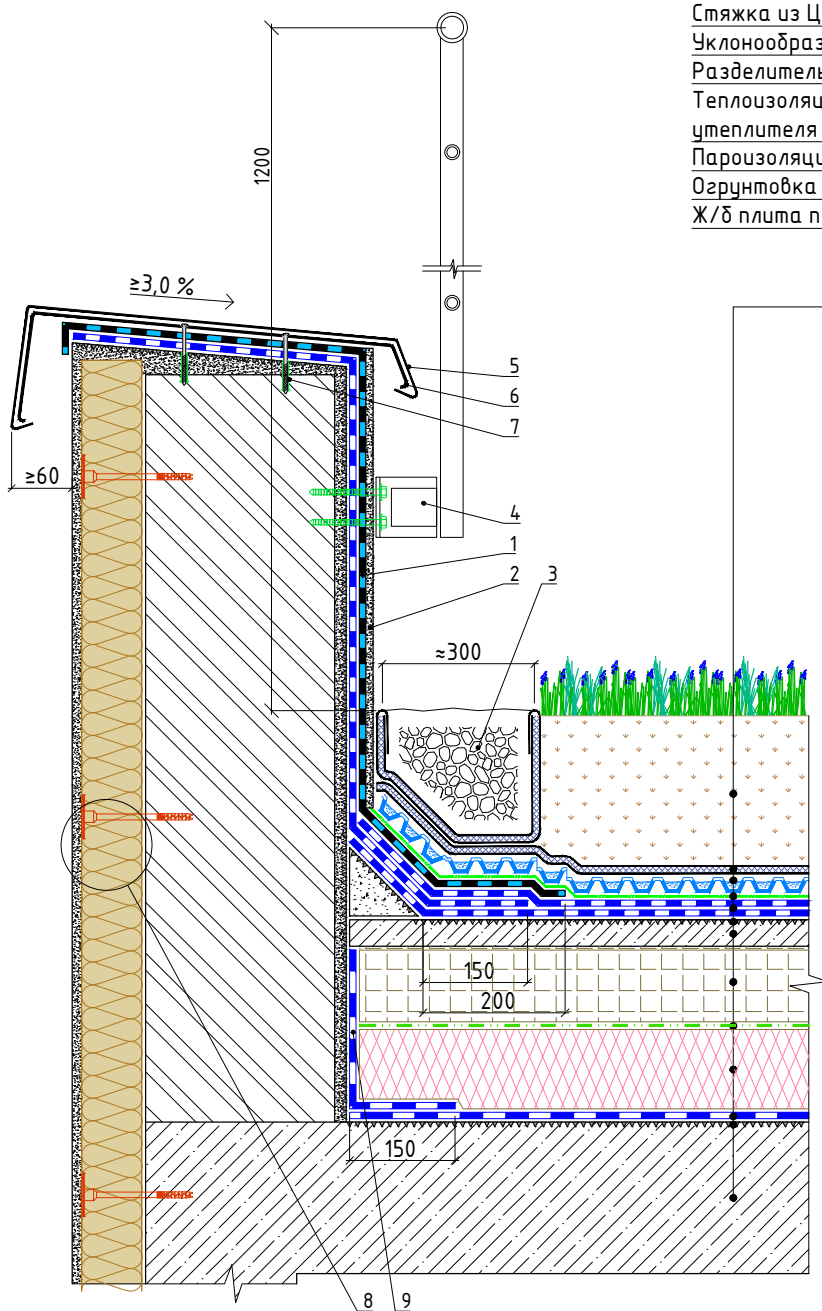 Стяжка из Ц
Уклонообраз
Разделитель
Теплоизоляц
утеплителя
Пароизоляци
Огрунтовка
Ж/б плита п
1200
≥3,0 %
5
6
7
≥60
4
1
2
3
≈300
150
200
150
8
9